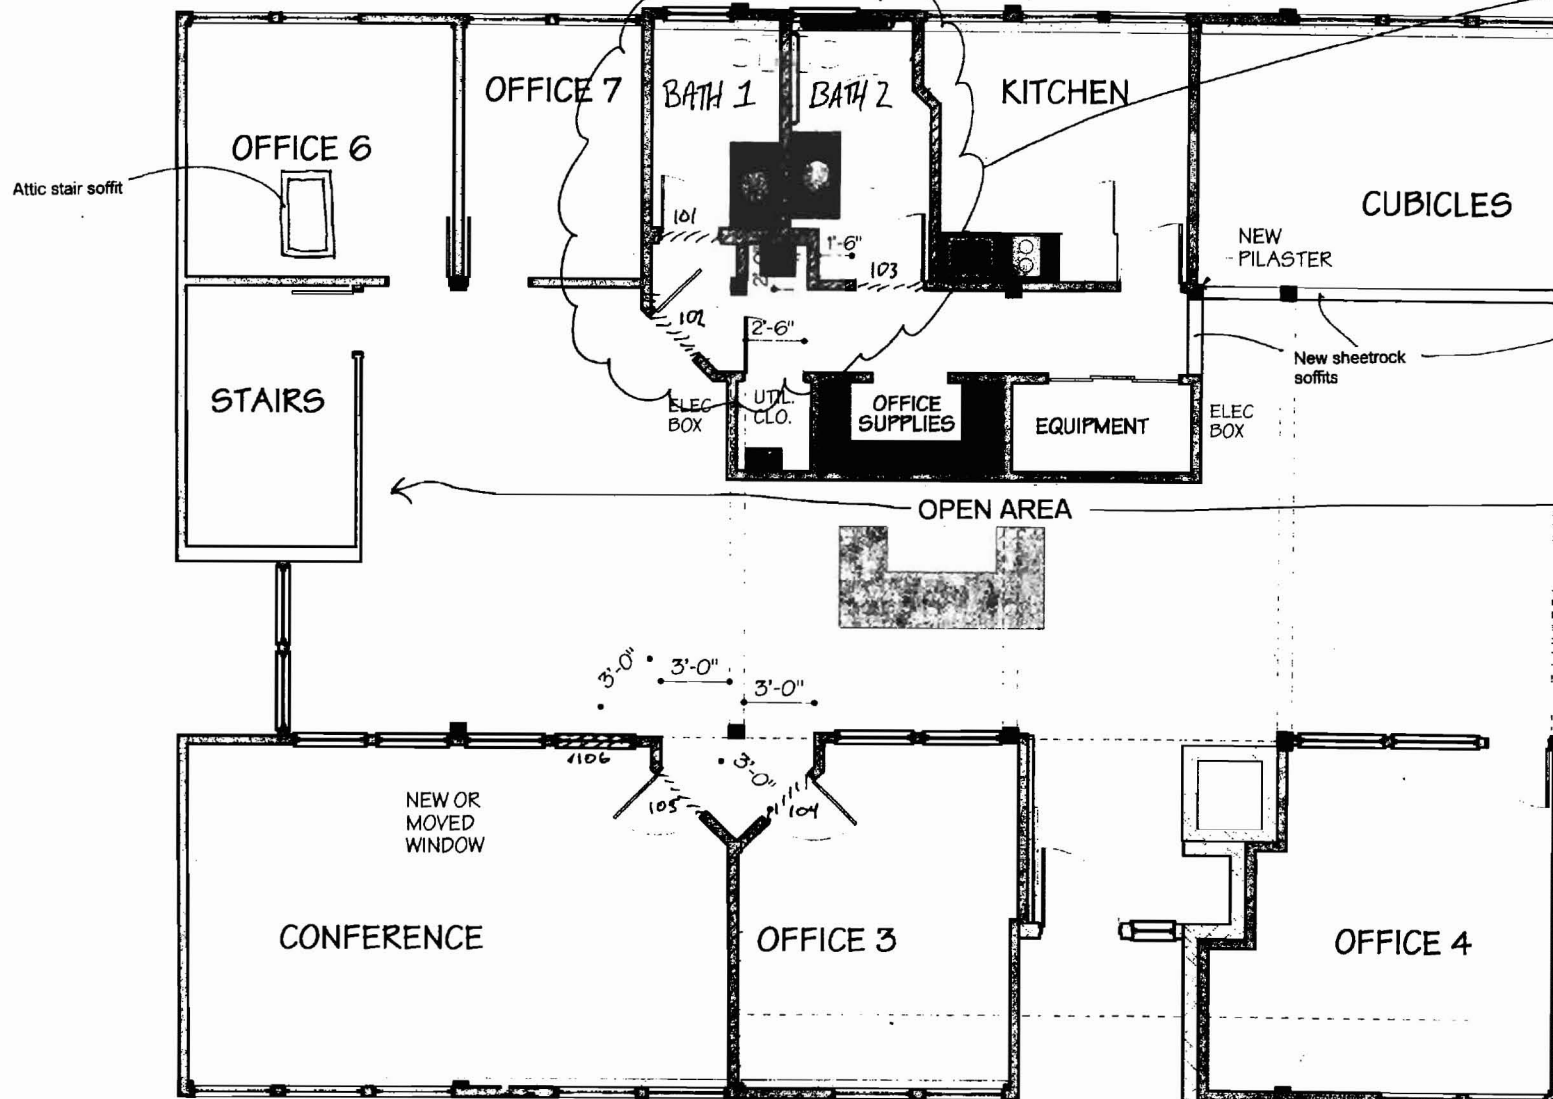 OFFICE 7
BATH 1
BATH 2
KITCHEN
OFFICE 6
Attic stair soffit
CUBICLES
101
1'-6"
NEW
PILASTER
103
102
2'-6"
New sheetrock
soffits
STAIRS
ELEC
BOX
UTIL.
CLO.
OFFICE
SUPPLIES
EQUIPMENT
ELEC
BOX
OPEN AREA
3'-0"
3'-0"
3'-0"
106
3'-0"
105
104
NEW OR
MOVED
WINDOW
CONFERENCE
OFFICE 3
OFFICE 4